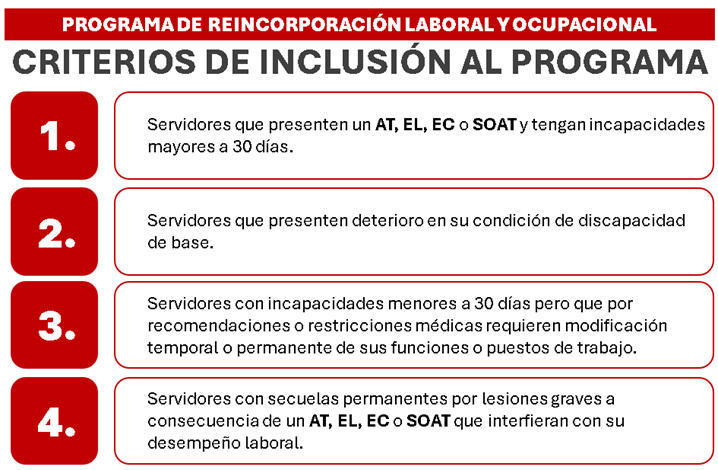 PROGRAMA DE REINCORPORACIÓN LABORAL Y OCUPACIONAL
CRITERIOS DE INCLUSIÓN AL PROGRAMA
1.
Servidores que presenten un AT, EL, EC o SOAT y tengan incapacidades
mayores a 30 días.
2.
Servidores que presenten deterioro en su condición de discapacidad
de base.
3.
Servidores con incapacidades menores a 30 días pero que por
recomendaciones o restricciones médicas requieren modificación
temporal o permanente de sus funciones o puestos de trabajo.
4.
Servidores con secuelas permanentes por lesiones graves a
consecuencia de un AT, EL, EC o SOAT que interfieran con su
desempeño laboral.